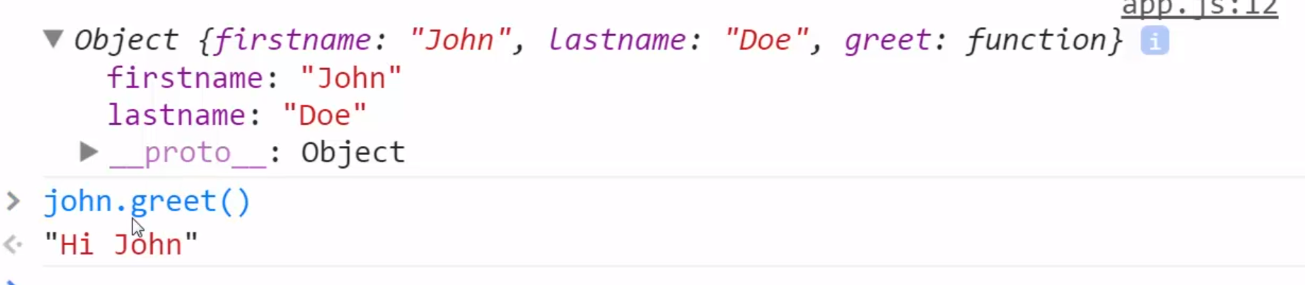 app.js:12
Object {firstname: "John", lastname: "Doe", greet: function} i
firstname: "John"
lastname: "Doe"
__proto__: Object
john.greet()
"Hi John"